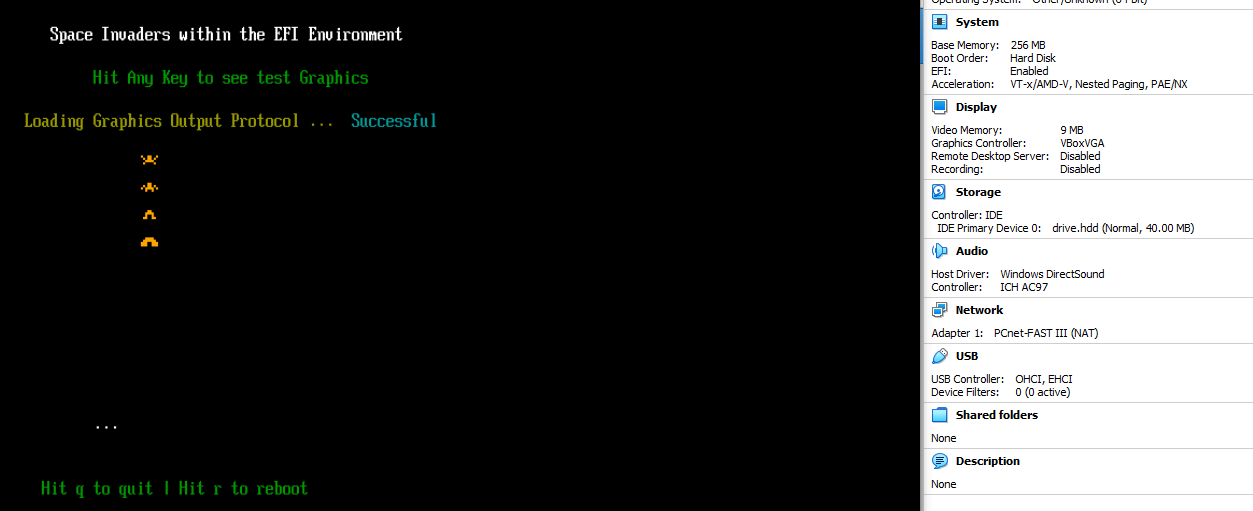 Space Invaders within the EFI Environment
Hit Any Key to see test Graphics
Loading Graphics Output Protocol ... Successful
...
Hit q to quit | Hit r to reboot
Operating System: Other/Unknown (64-bit)
System
Base Memory: 256 MB
Boot Order: Hard Disk
EFI: Enabled
Acceleration: VT-x/AMD-V, Nested Paging, PAE/NX
Display
Video Memory: 9 MB
Graphics Controller: VBoxVGA
Remote Desktop Server: Disabled
Recording: Disabled
Storage
Controller: IDE
IDE Primary Device 0: drive.hdd (Normal, 40.00 MB)
Audio
Host Driver: Windows DirectSound
Controller: ICH AC97
Network
Adapter 1: PCnet-FAST III (NAT)
USB
USB Controller: OHCI, EHCI
Device Filters: 0 (0 active)
Shared folders
None
Description
None